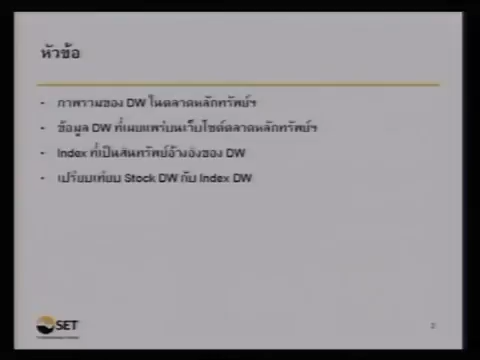 หัวข้อ
- ภาพรวมของ DW ในตลาดหลักทรัพย์ฯ
- ข้อมูล DW ที่เผยแพร่บนเว็บไซต์ตลาดหลักทรัพย์ฯ
- Index ที่เป็นสินทรัพย์อ้างอิงของ DW
- เปรียบเทียบ Stock DW กับ Index DW
SET
2